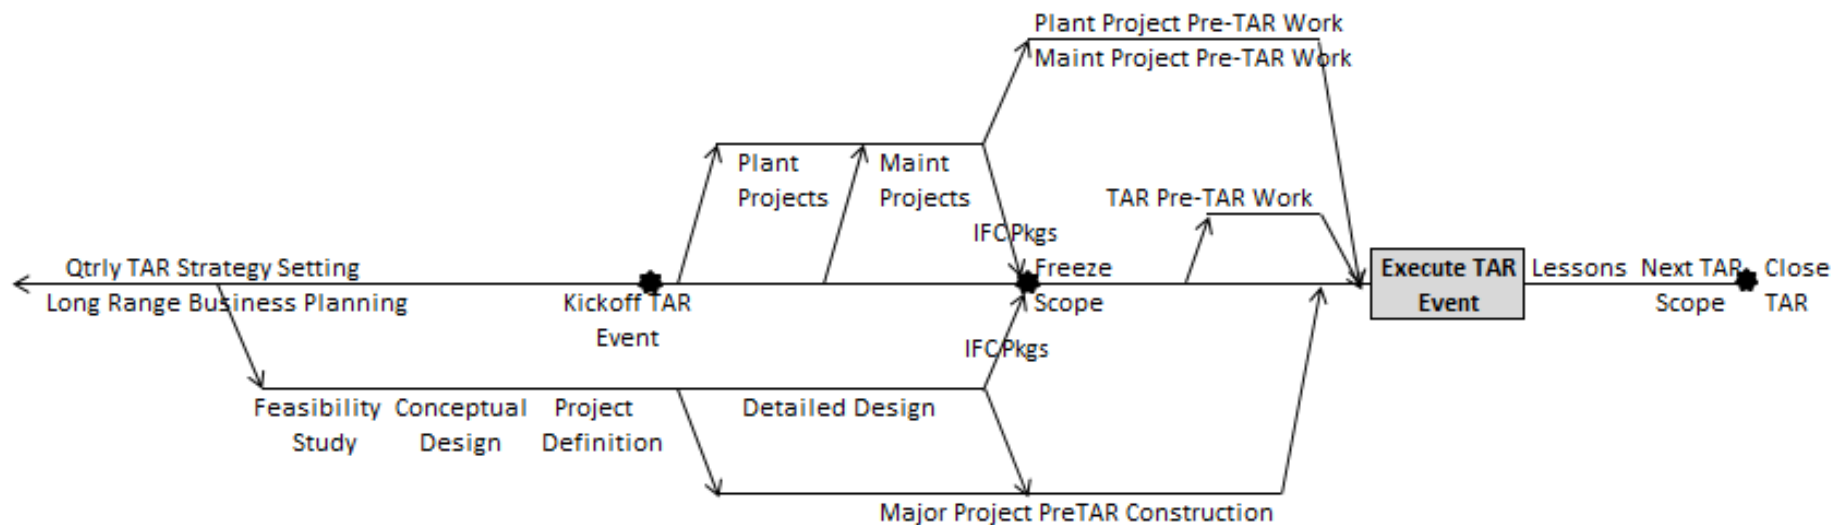 Plant Project Pre-TAR Work
Maint Project Pre-TAR Work
Plant
Projects
Maint
Projects
TAR Pre-TAR Work
IFC Pkgs
Qtrly TAR Strategy Setting
Long Range Business Planning
Kickoff TAR
Event
Freeze
Scope
Execute TAR
Event
Lessons
Next TAR
Scope
Close
TAR
IFC Pkgs
Feasibility
Study
Conceptual
Design
Project
Definition
Detailed Design
Major Project PreTAR Construction